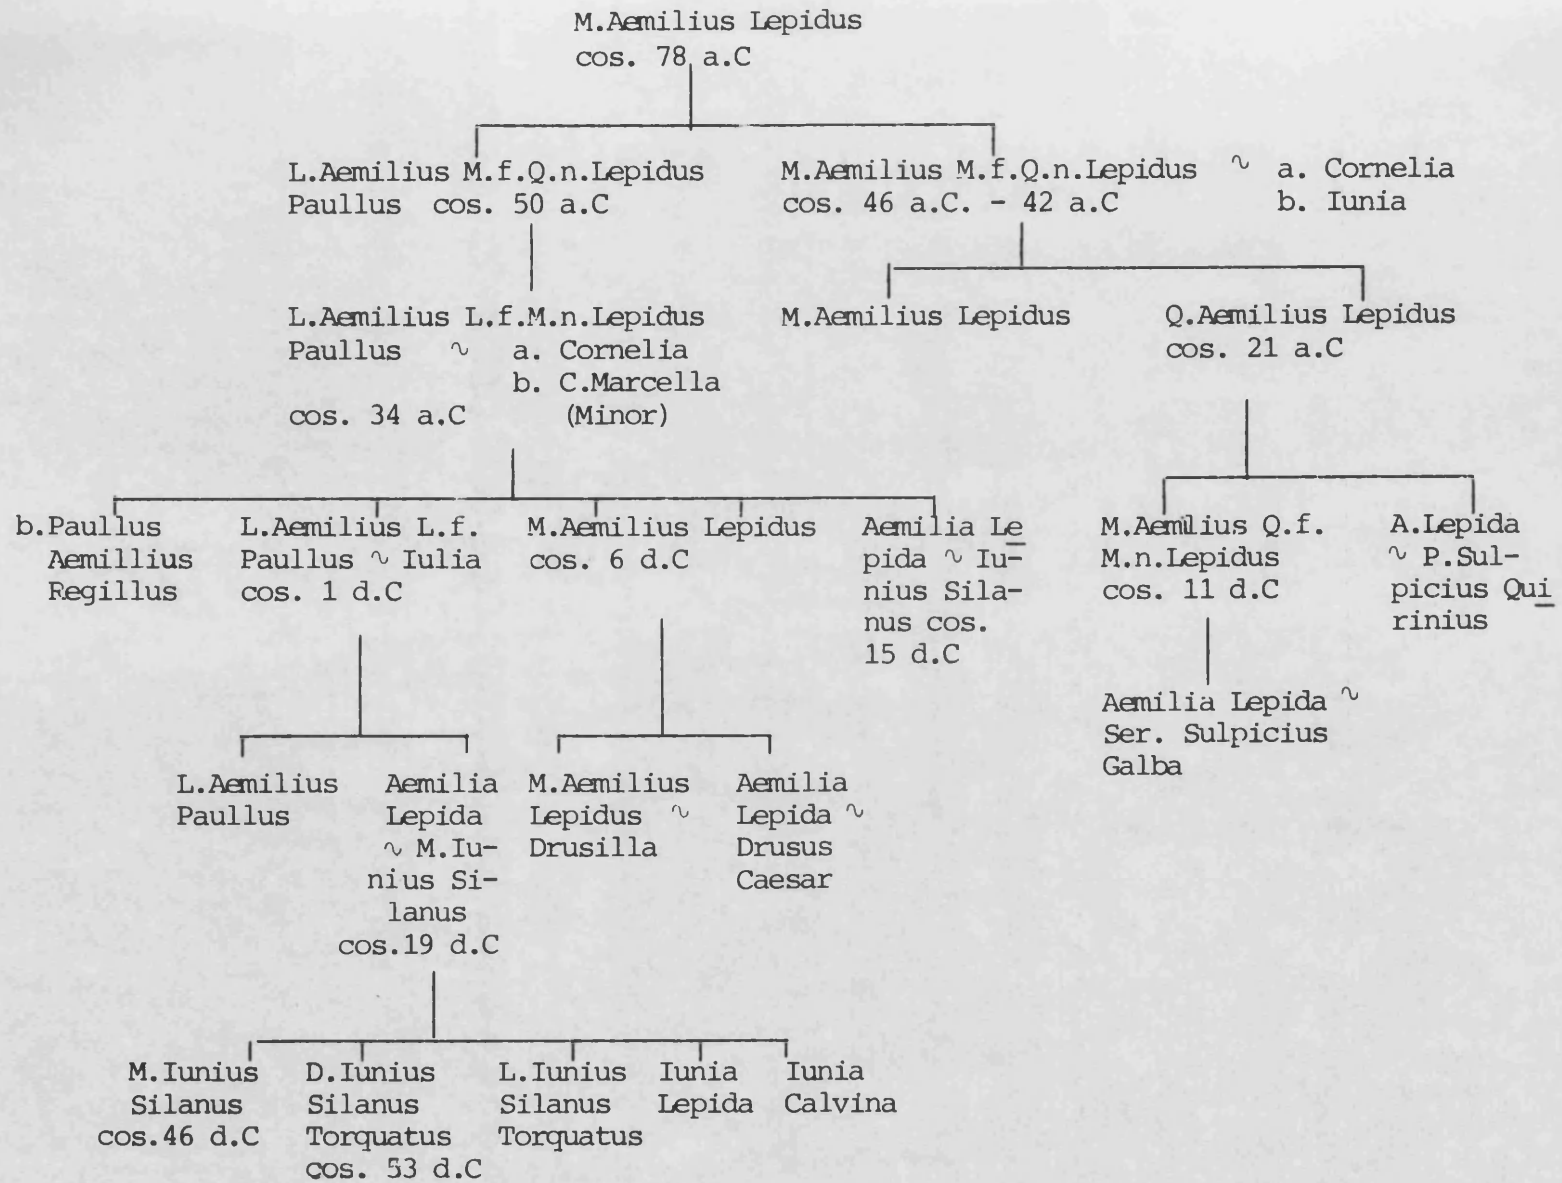 M.Aemilius Lepidus
cos. 78 a.C
L.Aemilius M.f.Q.n.Lepidus
Paullus cos. 50 a.C
M.Aemilius M.f.Q.n.Lepidus ~ a. Cornelia
cos. 46 a.C. - 42 a.C b. Iunia
L.Aemilius L.f.M.n.Lepidus
Paullus ~ a. Cornelia
b. C.Marcella
cos. 34 a.C (Minor)
M.Aemilius Lepidus
Q.Aemilius Lepidus
cos. 21 a.C
b.Paullus
Aemillius
Regillus
L.Aemilius L.f.
Paullus ~ Iulia
cos. 1 d.C
M.Aemilius Lepidus
cos. 6 d.C
Aemilia Le
pida ~ Iu-
nius Sila-
nus cos.
15 d.C
M.Aemilius Q.f.
M.n.Lepidus
cos. 11 d.C
A.Lepida
~ P.Sul-
picius Qui
rinius
Aemilia Lepida ~
Ser. Sulpicius
Galba
L.Aemilius
Paullus
Aemilia
Lepida
~ M.Iu-
nius Si-
lanus
cos.19 d.C
M.Aemilius
Lepidus ~
Drusilla
Aemilia
Lepida ~
Drusus
Caesar
M.Iunius
Silanus
cos.46 d.C
D.Iunius
Silanus
Torquatus
cos. 53 d.C
L.Iunius
Silanus
Torquatus
Iunia
Lepida
Iunia
Calvina